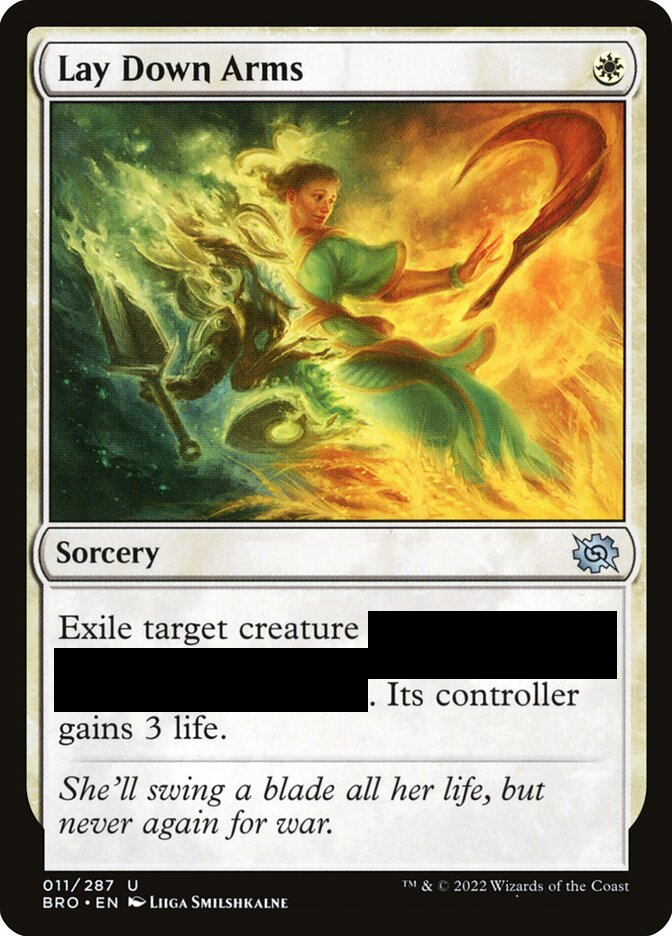 Lay Down Arms
Sorcery
Exile target creature
. Its controller
gains 3 life.
She'll swing a blade all her life, but
never again for war.
011/287 U
BRO • EN Liiga Smilshkalne
™ & © 2022 Wizards of the Coast